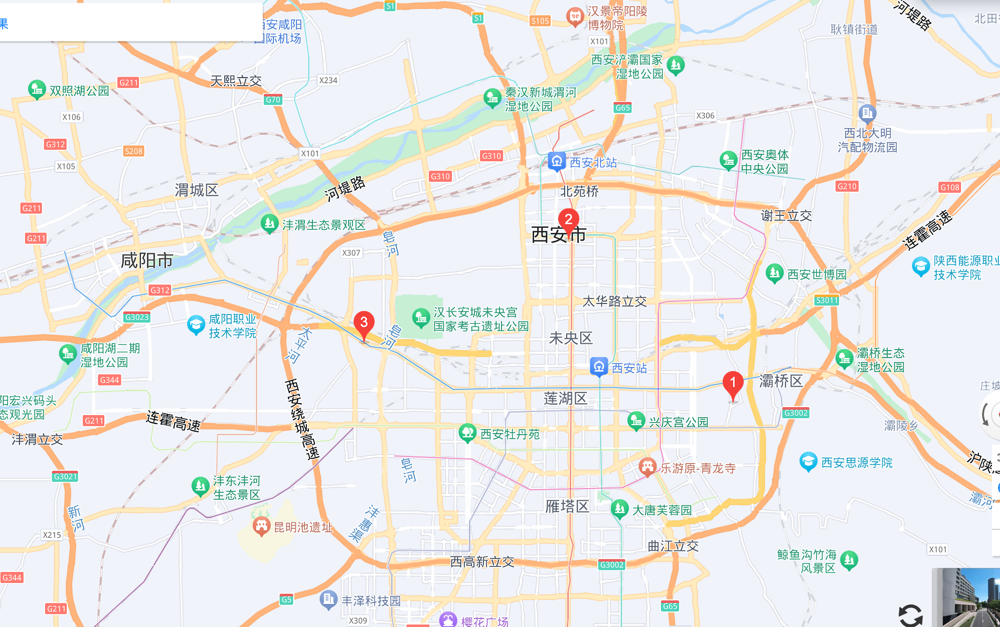 果
西安咸阳
国际机场
S1
S1
S105
汉景帝阳陵
博物院
X101
河堤路
耿镇街道
北田
西安浐灞国家
湿地公园
双照湖公园
G211
天熙立交
X234
G70
秦汉新城渭河
湿地公园
G65
X106
X306
西北大明
汽配物流园
G312
S208
X101
G310
X105
西安北站
西安奥体
中央公园
G310
河堤路
渭城区
北苑桥
G210
G108
G211
谢王立交
2
西安市
沣渭生态景观区
连霍高速
G211
皂河
X307
咸阳市
陕西能源职业
技术学院
西安世博园
G312
太华路立交
S3011
G3023
咸阳职业
技术学院
3
汉长安城未央宫
国家考古遗址公园
太平河
皂河
未央区
咸阳湖二期
湿地公园
灞桥生态
湿地公园
西安站
G344
1
灞桥区
庄坡
西安绕城高速
莲湖区
阳宏兴码头
态观光园
G211
连霍高速
G3002
兴庆宫公园
灞陵乡
沣渭立交
西安牡丹苑
沪陕高
皂河
乐游原-青龙寺
西安思源学院
G3021
沣东沣河
生态景区
灞河
新河
沣惠渠
雁塔区
大唐芙蓉园
昆明池遗址
X215
曲江立交
X101
西高新立交
G3002
鲸鱼沟竹海
风景区
G344
G5
丰泽科技园
G65
G211
X309
樱花广场